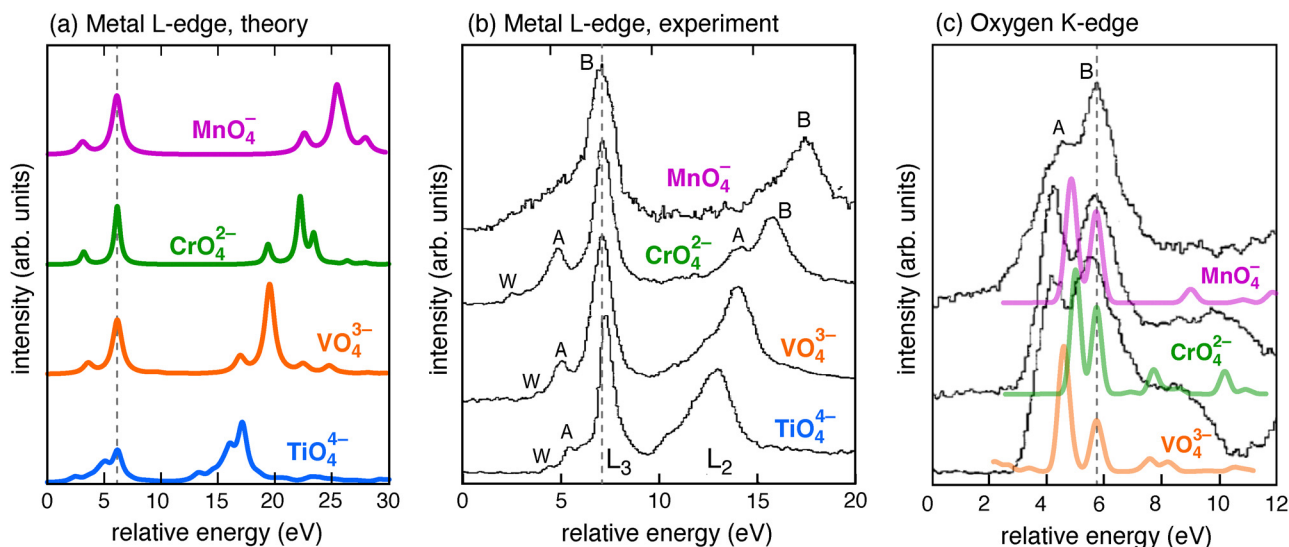 (a) Metal L-edge, theory
intensity (arb. units)
MnO₄⁻
CrO₄²⁻
VO₄³⁻
TiO₄⁴⁻
0 5 10 15 20 25 30
relative energy (eV)
(b) Metal L-edge, experiment
intensity (arb. units)
B
B
MnO₄⁻
W A A B
CrO₄²⁻
W A
VO₄³⁻
W A
TiO₄⁴⁻
L₃ L₂
0 5 10 15 20
relative energy (eV)
(c) Oxygen K-edge
intensity (arb. units)
A B
MnO₄⁻
CrO₄²⁻
VO₄³⁻
0 2 4 6 8 10 12
relative energy (eV)